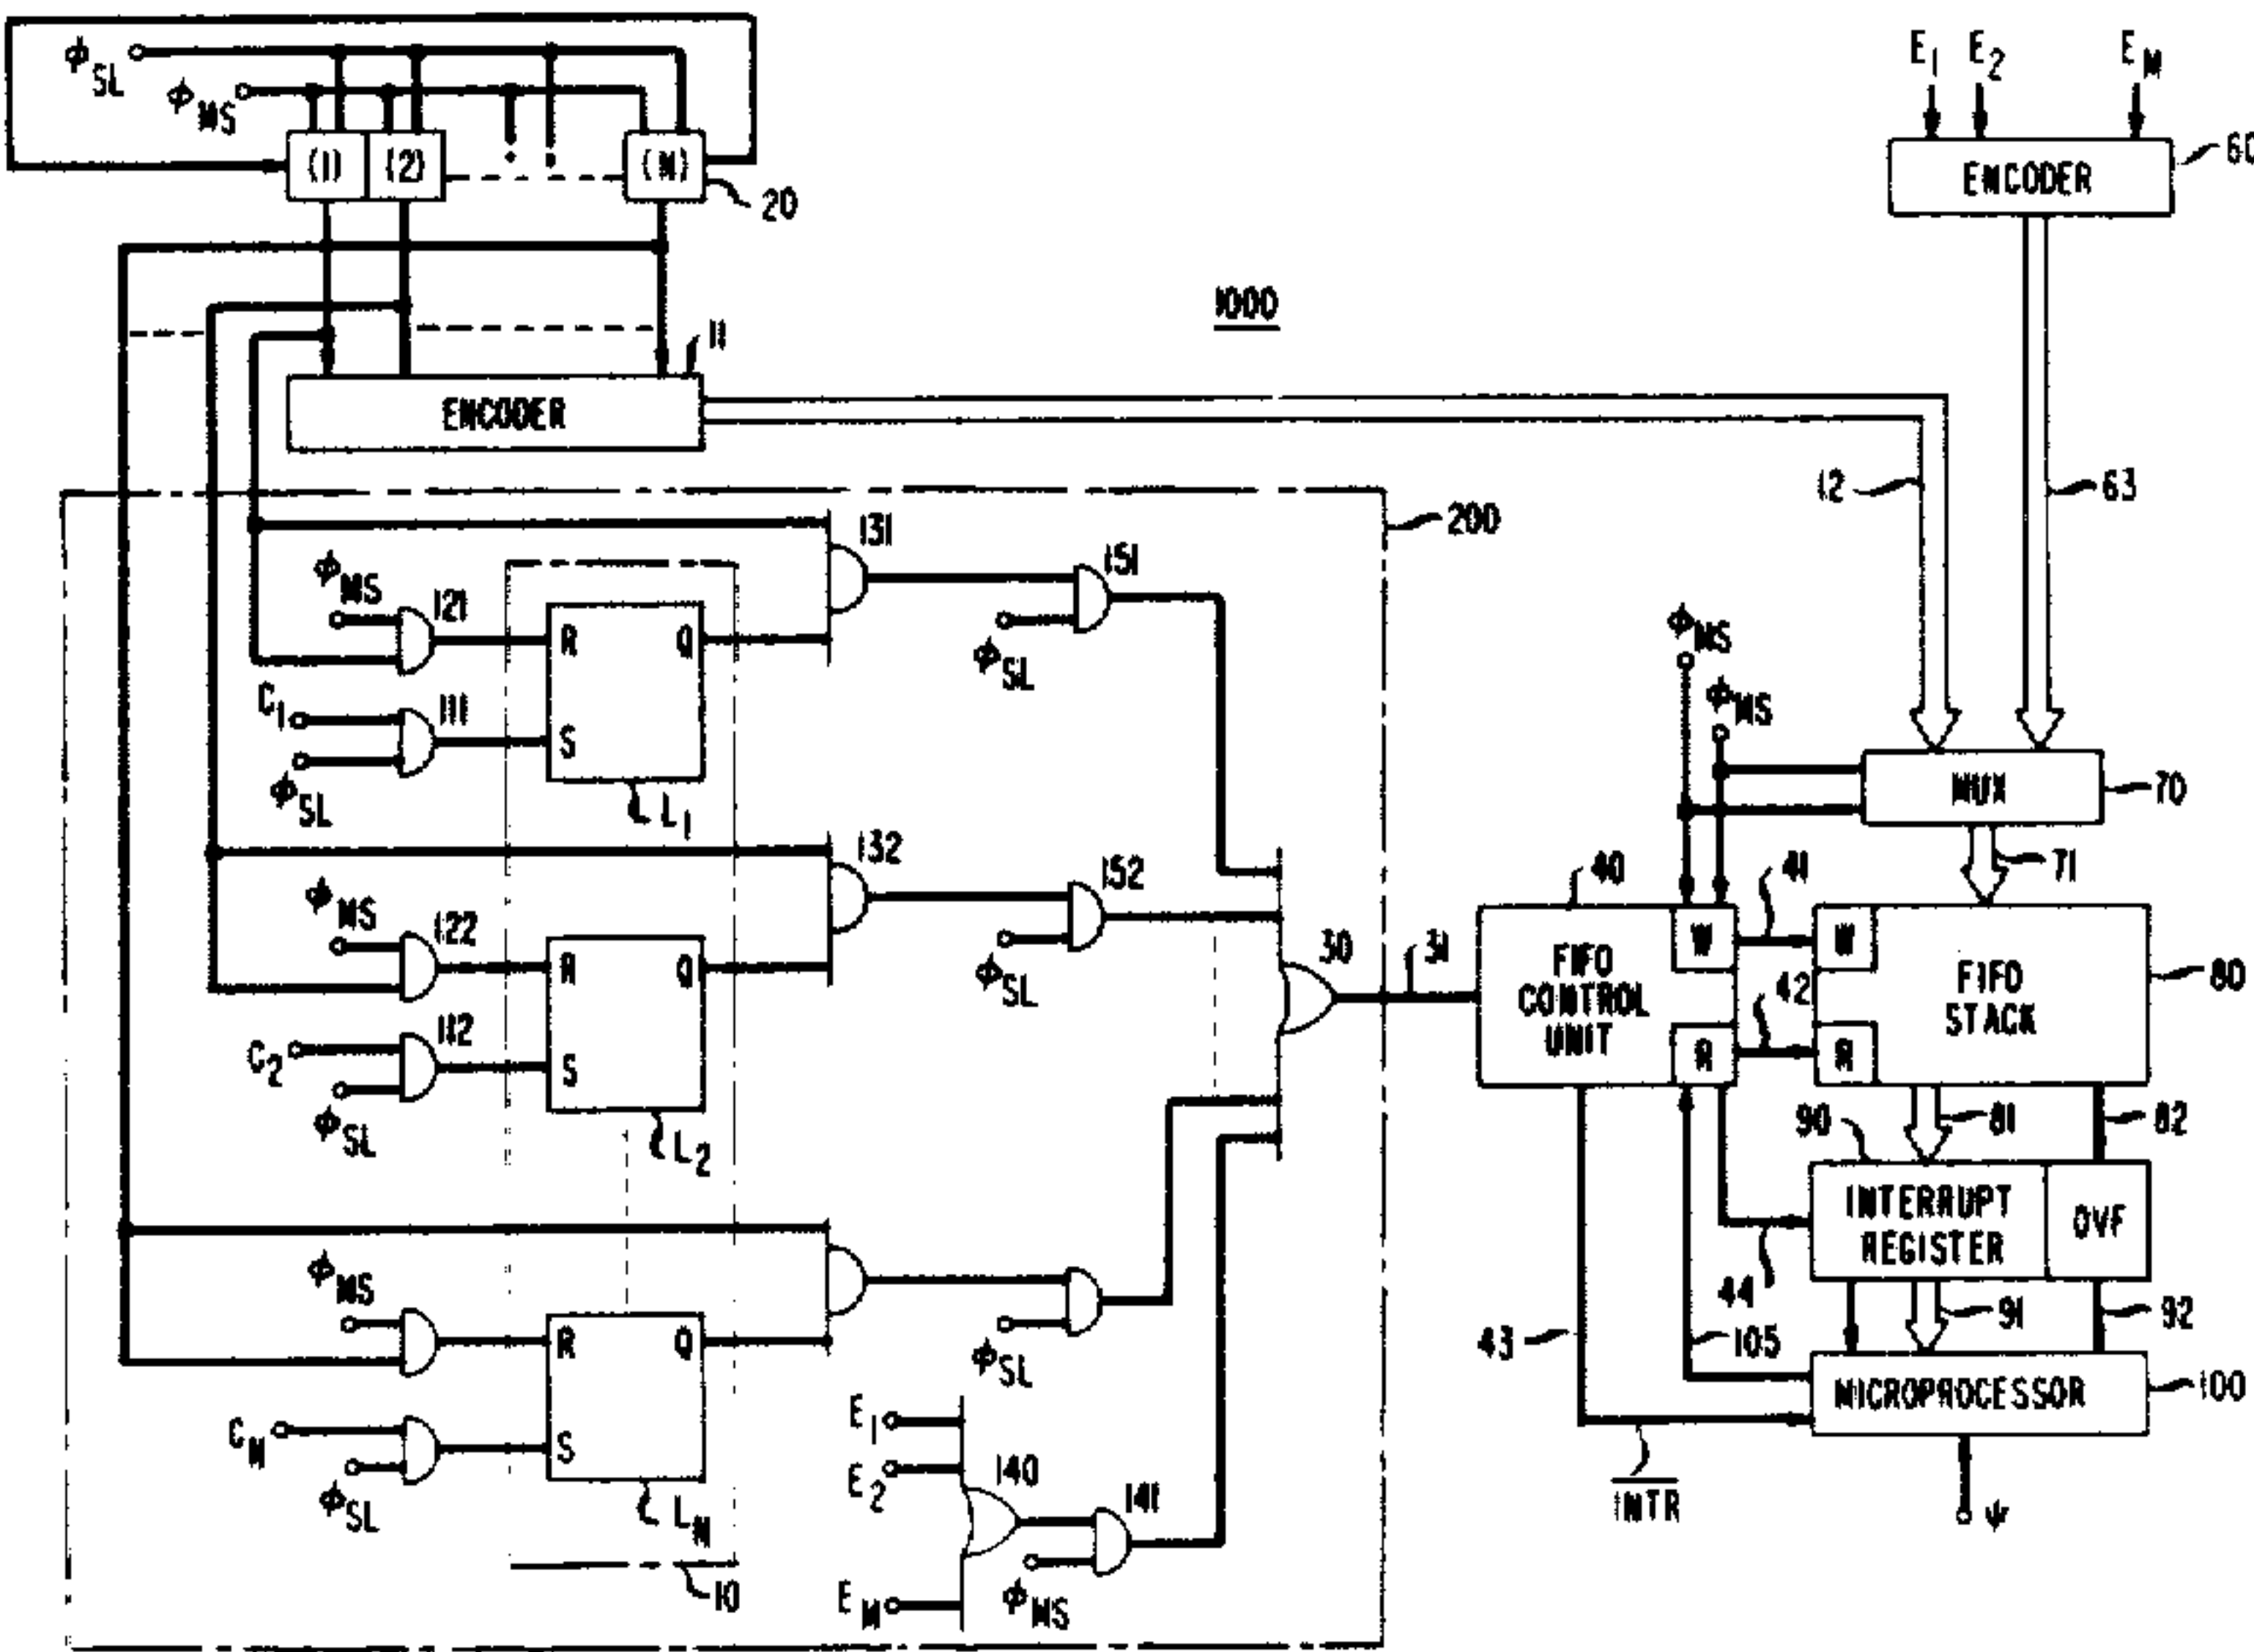 ϕSL
ϕMS
(1)
(2)
(N)
20
E1
E2
EM
60
ENCODER
1000
11
ENCODER
12
63
200
131
151
ϕMS
121
R
Q
ϕSL
C1
111
S
ϕSL
L1
ϕMS
ϕMS
MUX
70
71
132
152
ϕMS
122
R
Q
ϕSL
C2
112
S
ϕSL
L2
30
31
40
W
41
W
FIFO
CONTROL
UNIT
42
FIFO
STACK
80
R
R
90
81
82
INTERRUPT
REGISTER
OVF
44
43
105
91
92
MICROPROCESSOR
100
INTR
ψ
ϕMS
R
Q
ϕSL
CN
S
ϕSL
LN
10
E1
E2
140
141
EM
ϕMS